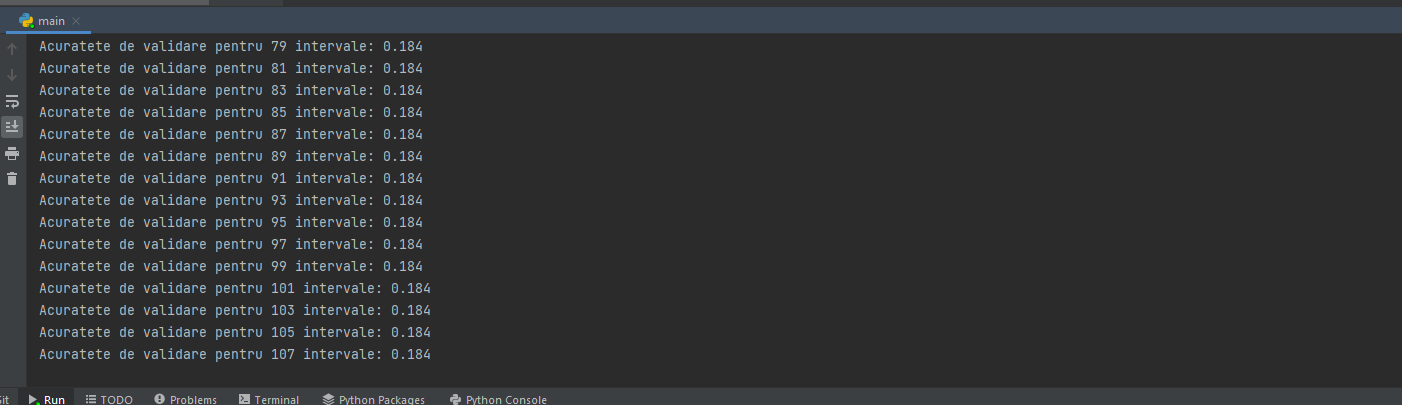 main
Acuratete de validare pentru 79 intervale: 0.184
Acuratete de validare pentru 81 intervale: 0.184
Acuratete de validare pentru 83 intervale: 0.184
Acuratete de validare pentru 85 intervale: 0.184
Acuratete de validare pentru 87 intervale: 0.184
Acuratete de validare pentru 89 intervale: 0.184
Acuratete de validare pentru 91 intervale: 0.184
Acuratete de validare pentru 93 intervale: 0.184
Acuratete de validare pentru 95 intervale: 0.184
Acuratete de validare pentru 97 intervale: 0.184
Acuratete de validare pentru 99 intervale: 0.184
Acuratete de validare pentru 101 intervale: 0.184
Acuratete de validare pentru 103 intervale: 0.184
Acuratete de validare pentru 105 intervale: 0.184
Acuratete de validare pentru 107 intervale: 0.184
it Run TODO Problems Terminal Python Packages Python Console